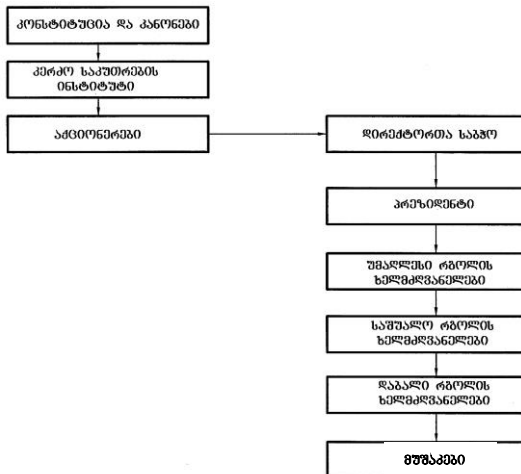 კონსტიტუცია და კანონები
კერძო საკუთრების
ინსტიტუტი
აქციონერები
დირექტორთა საბჭო
პრეზიდენტი
უმაღლესი რგოლის
ხელმძღვანელები
საშუალო რგოლის
ხელმძღვანელები
დაბალი რგოლის
ხელმძღვანელები
მუშაკები